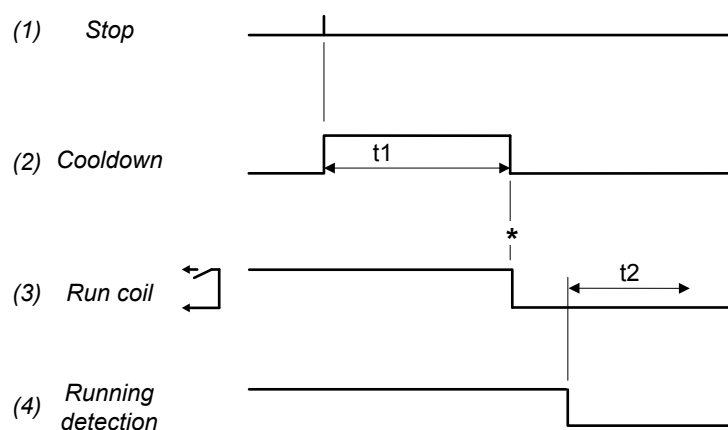 (1) Stop
(2) Cooldown
t1
*
(3) Run coil
t2
(4) Running
detection